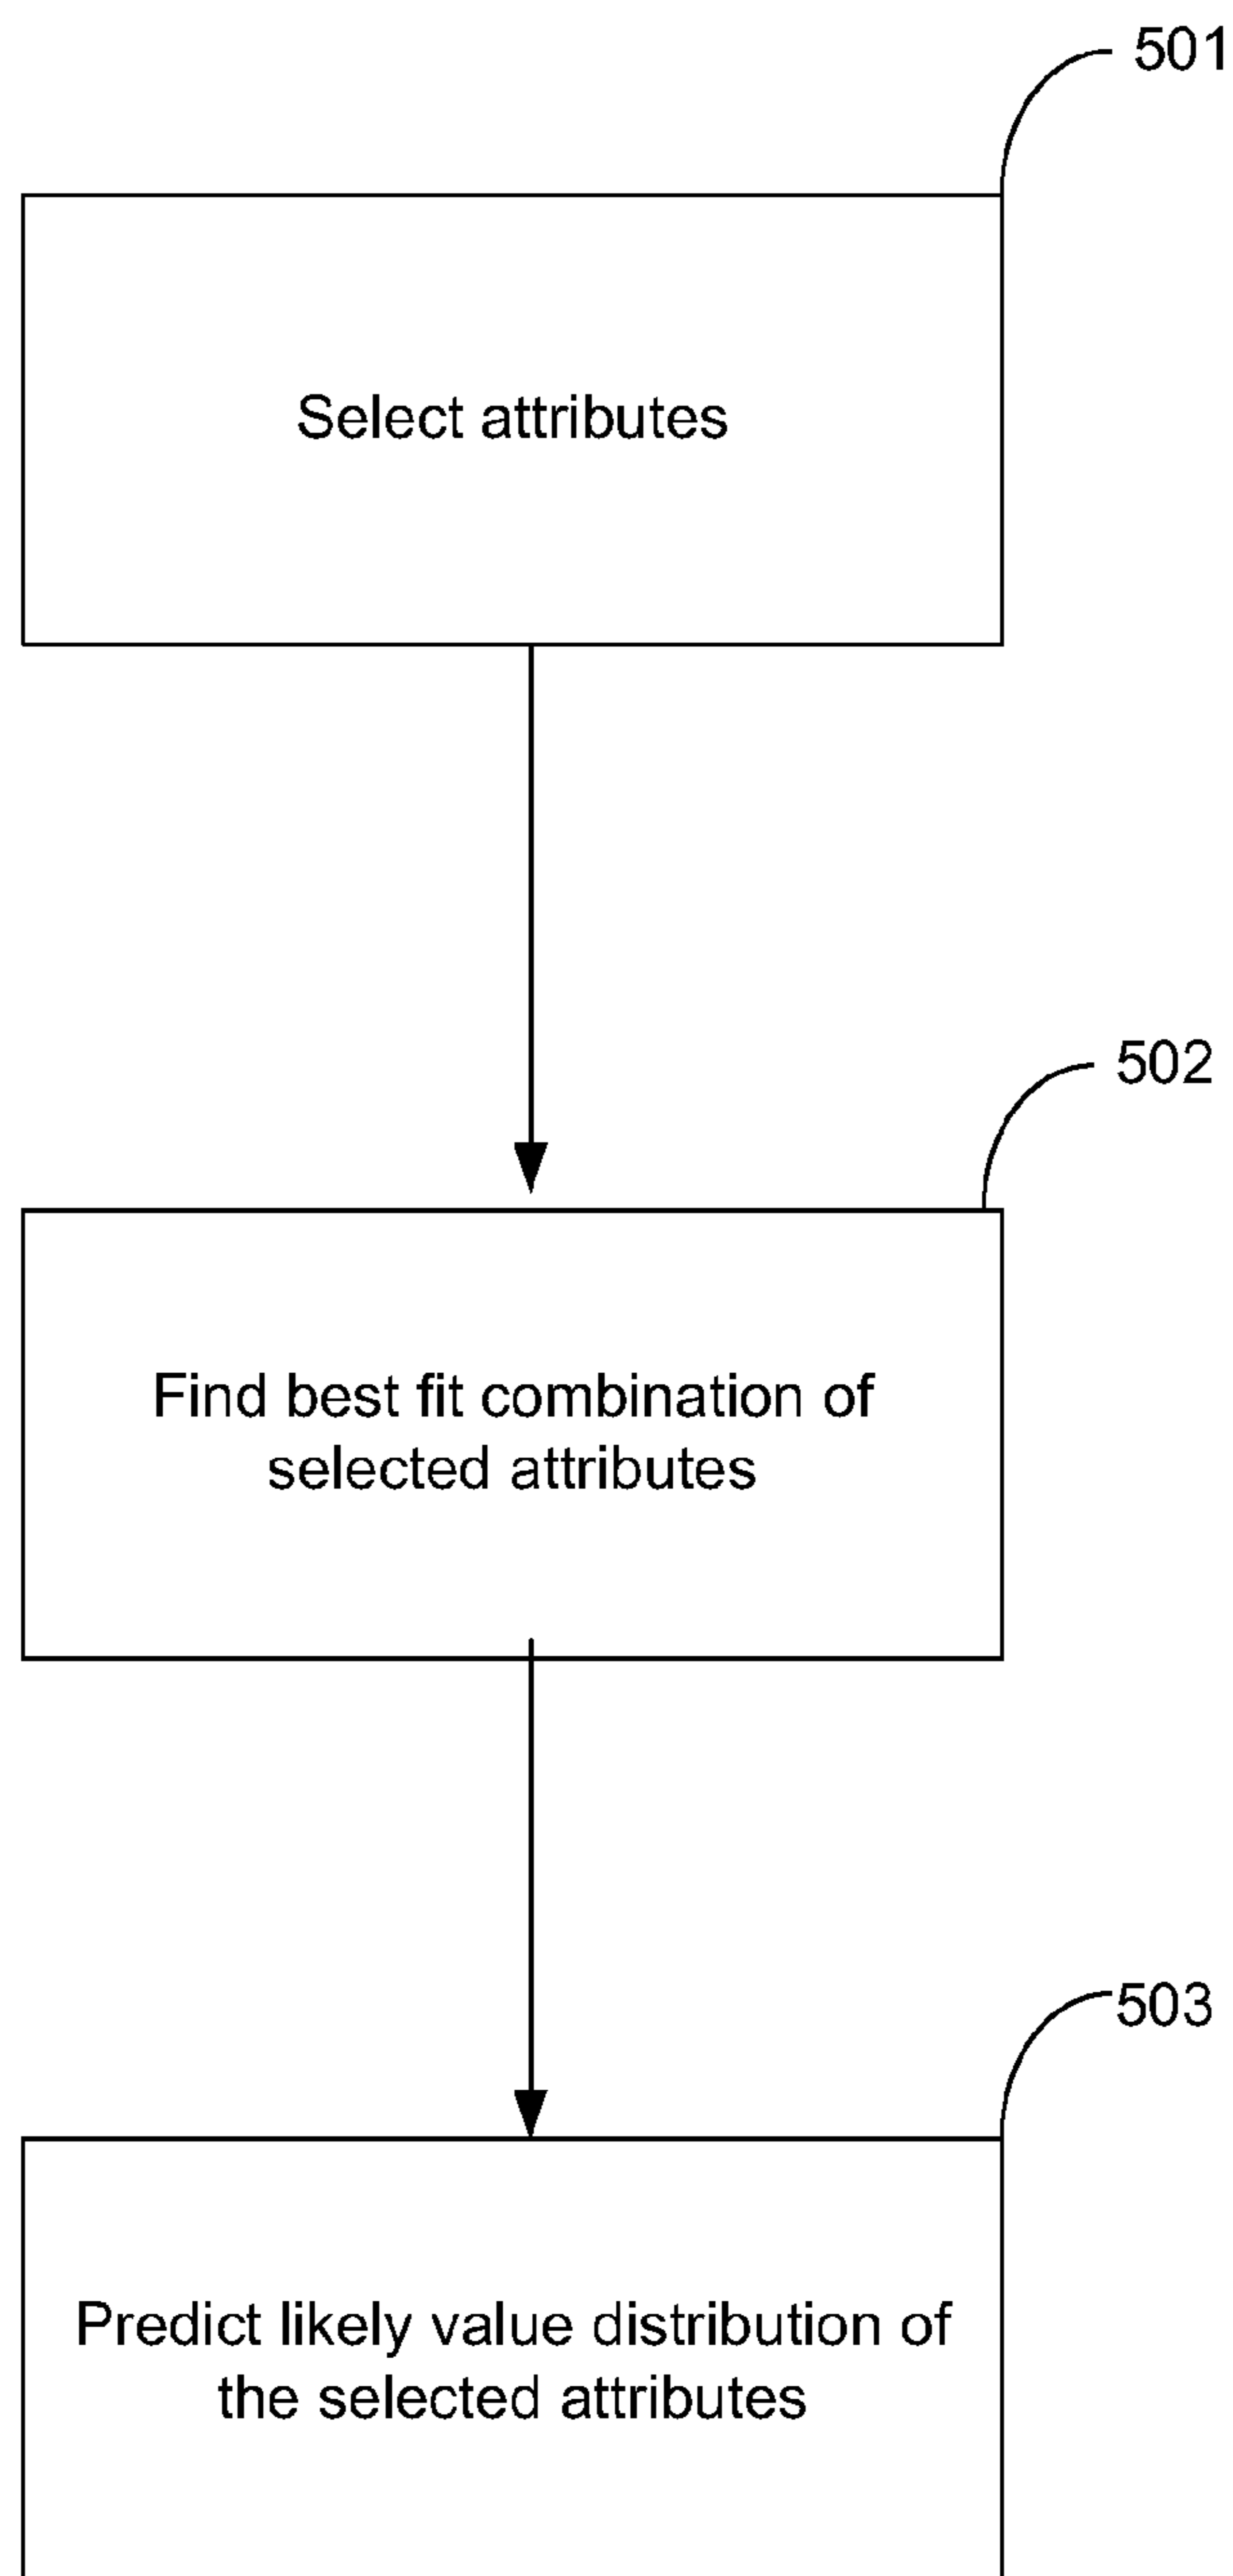 501
Select attributes
502
Find best fit combination of
selected attributes
503
Predict likely value distribution of
the selected attributes